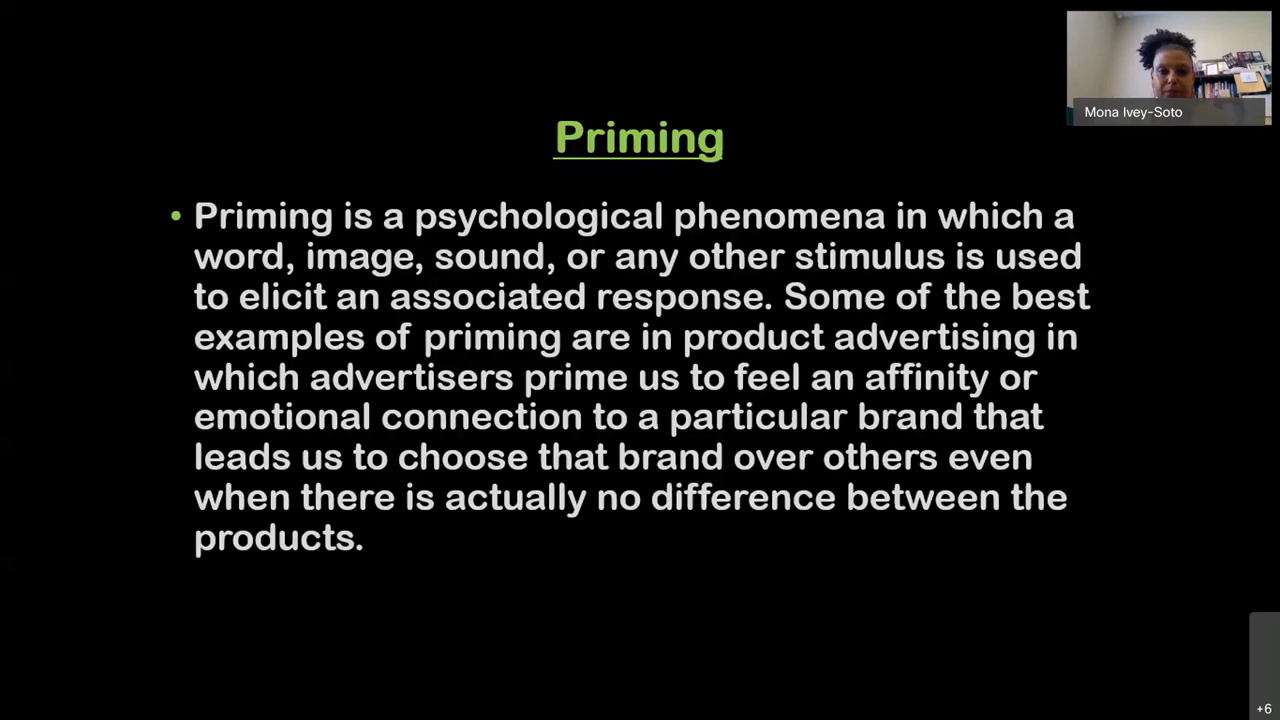 Mona Ivey-Soto
Priming
• Priming is a psychological phenomena in which a
word, image, sound, or any other stimulus is used
to elicit an associated response. Some of the best
examples of priming are in product advertising in
which advertisers prime us to feel an affinity or
emotional connection to a particular brand that
leads us to choose that brand over others even
when there is actually no difference between the
products.
+6